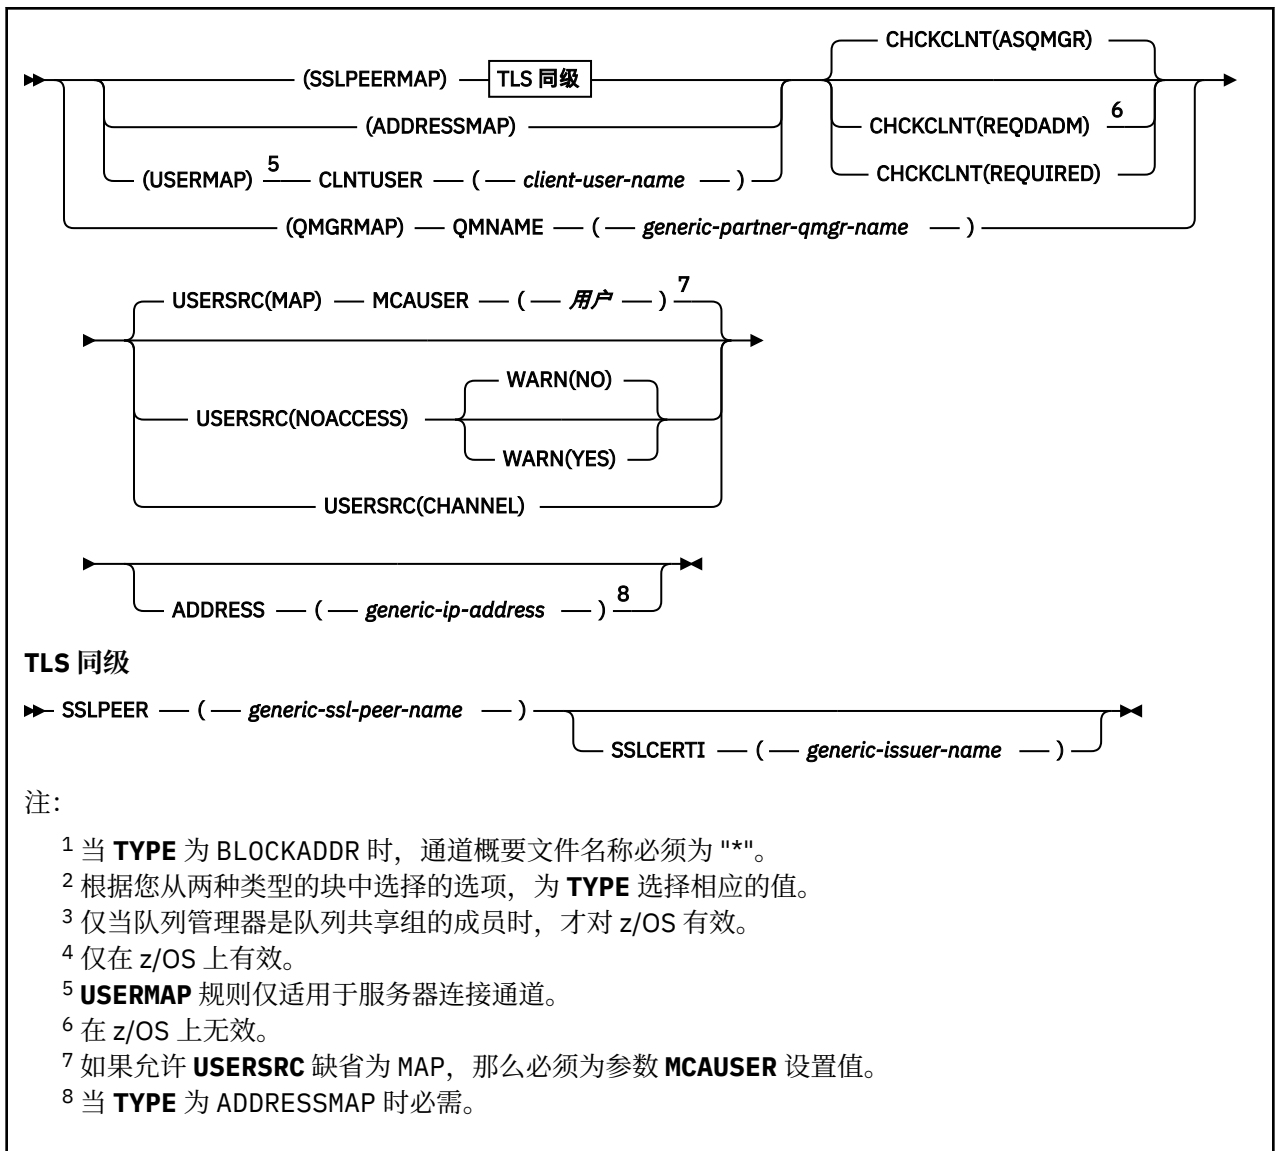 CHCKCLNT(ASQMGR)
(SSLPEERMAP) TLS 同级
(ADDRESSMAP) CHCKCLNT(REQDADM) 6
(USERMAP) 5 CLNTUSER ( client-user-name ) CHCKCLNT(REQUIRED)
(QMGRMAP) QMNAME ( generic-partner-qmgr-name )
USERSRC(MAP) MCAUSER ( 用户 ) 7
WARN(NO)
USERSRC(NOACCESS)
WARN(YES)
USERSRC(CHANNEL)
ADDRESS ( generic-ip-address ) 8
TLS 同级
SSLPEER ( generic-ssl-peer-name )
SSLCERTI ( generic-issuer-name )
注：
1 当 TYPE 为 BLOCKADDR 时，通道概要文件名称必须为 "*"。
2 根据您从两种类型的块中选择的选项，为 TYPE 选择相应的值。
3 仅当队列管理器是队列共享组的成员时，才对 z/OS 有效。
4 仅在 z/OS 上有效。
5 USERMAP 规则仅适用于服务器连接通道。
6 在 z/OS 上无效。
7 如果允许 USERSRC 缺省为 MAP，那么必须为参数 MCAUSER 设置值。
8 当 TYPE 为 ADDRESSMAP 时必需。